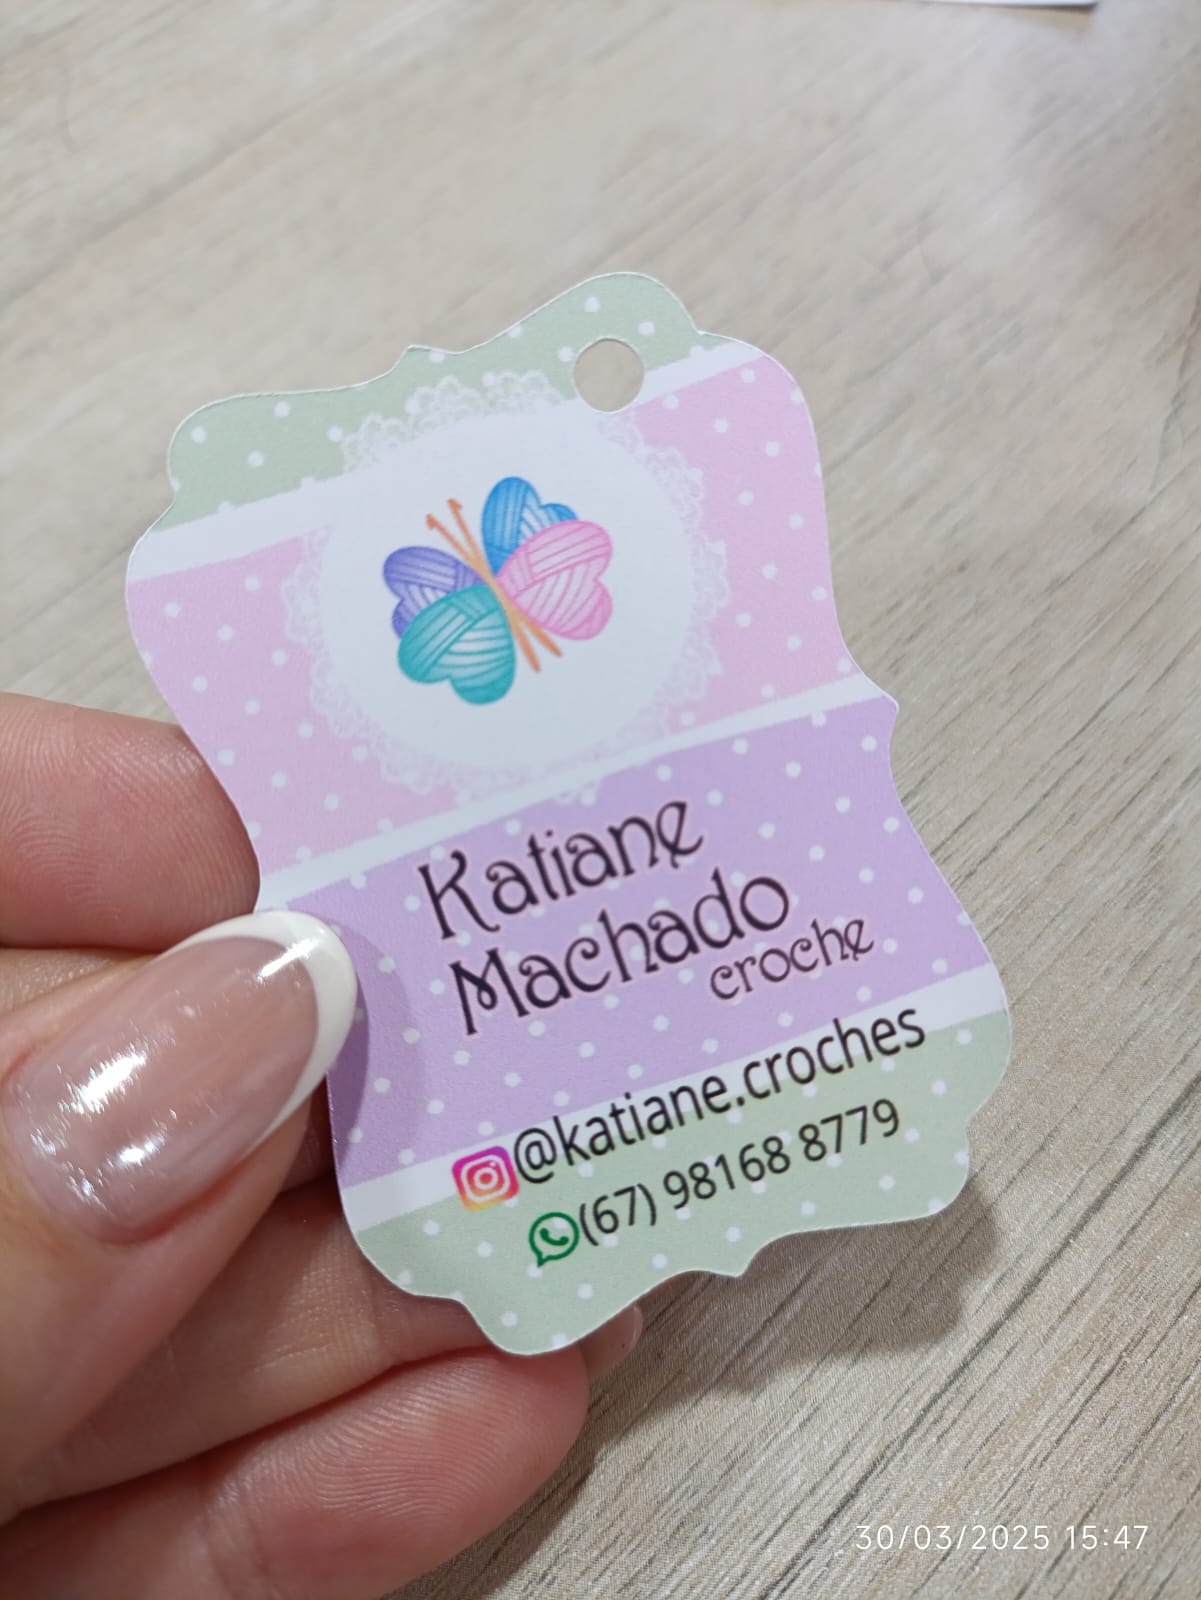 Katiane
Machado
croche
@katiane.croches
(67) 98168 8779
30/03/2025 15:47